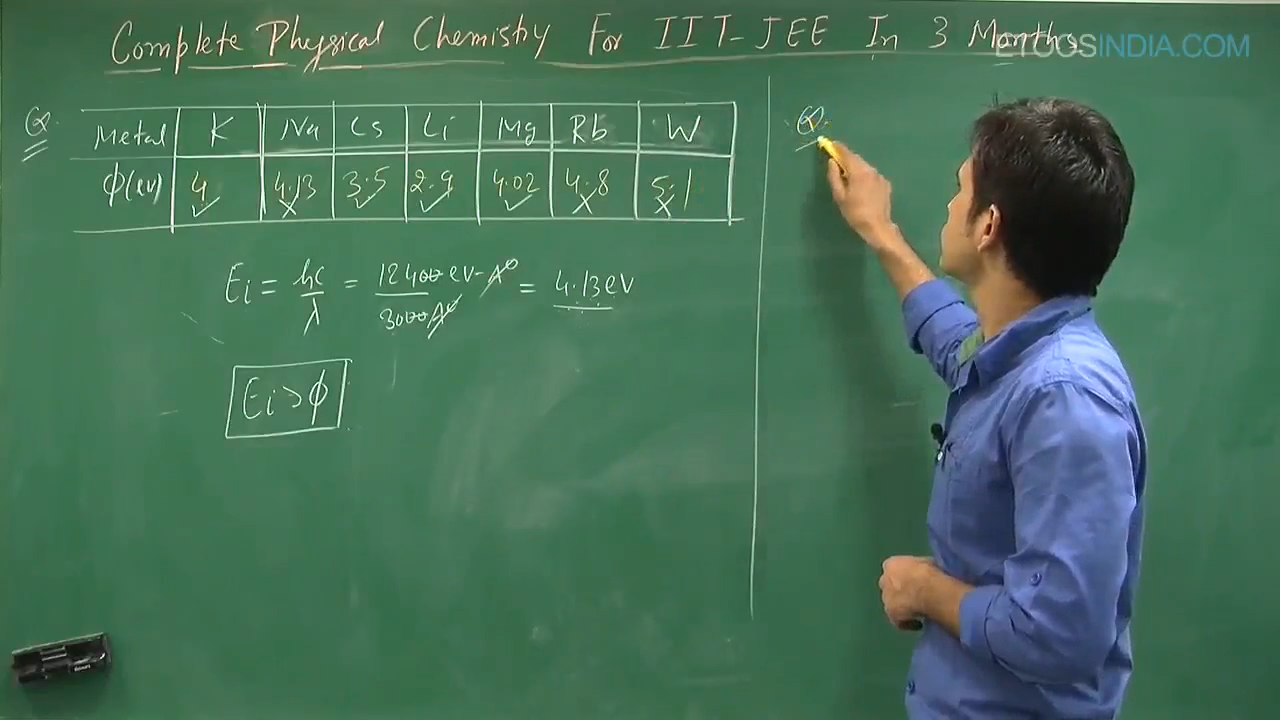 Complete Physical Chemistry For IIT-JEE In 3 Months
ETOOSINDIA.COM
Q.
Metal K Na Cs Li Mg Rb W
ϕ(ev) 4 4.13 3.5 2.9 4.02 4.8 5.1
✓ × ✓ ✓ ✓ × ×
Ei = hc/λ = 12400 ev-A°/3000A° = 4.13ev
Ei > ϕ
Q.